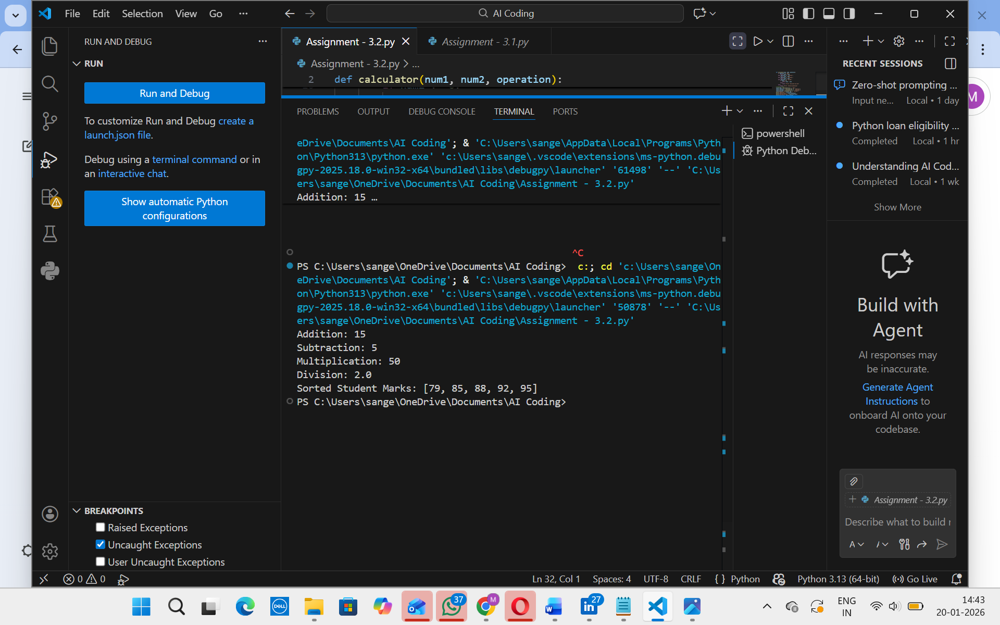 File Edit Selection View Go ···
AI Coding
RUN AND DEBUG
RUN
Run and Debug
To customize Run and Debug create a
launch.json file.
Debug using a terminal command or in
an interactive chat.
Show automatic Python
configurations
BREAKPOINTS
Raised Exceptions
Uncaught Exceptions
User Uncaught Exceptions
Assignment - 3.2.py
Assignment - 3.1.py
Assignment - 3.2.py > ...
2 def calculator(num1, num2, operation):
PROBLEMS OUTPUT DEBUG CONSOLE TERMINAL PORTS
eDrive\Documents\AI Coding'; & 'C:\Users\sange\AppData\Local\Programs\Pyth
on\Python313\python.exe' 'c:\Users\sange\.vscode\extensions\ms-python.debu
gpy-2025.18.0-win32-x64\bundled\libs\debugpy\launcher' '61498' '--' 'C:\Us
ers\sange\OneDrive\Documents\AI Coding\Assignment - 3.2.py'
Addition: 15 …
^C
PS C:\Users\sange\OneDrive\Documents\AI Coding>  c:; cd 'c:\Users\sange\On
eDrive\Documents\AI Coding'; & 'C:\Users\sange\AppData\Local\Programs\Pyth
on\Python313\python.exe' 'c:\Users\sange\.vscode\extensions\ms-python.debu
gpy-2025.18.0-win32-x64\bundled\libs\debugpy\launcher' '50878' '--' 'C:\Us
ers\sange\OneDrive\Documents\AI Coding\Assignment - 3.2.py'
Addition: 15
Subtraction: 5
Multiplication: 50
Division: 2.0
Sorted Student Marks: [79, 85, 88, 92, 95]
PS C:\Users\sange\OneDrive\Documents\AI Coding>
powershell
Python Deb...
RECENT SESSIONS
Zero-shot prompting ...
Input ne... Local • 1 day
Python loan eligibility ...
Completed Local • 1 hr
Understanding AI Cod...
Completed Local • 1 wk
Show More
Build with
Agent
AI responses may
be inaccurate.
Generate Agent
Instructions to
onboard AI onto your
codebase.
Assignment - 3.2.py
Describe what to build
A
M
0 0
Ln 32, Col 1 Spaces: 4 UTF-8 CRLF { } Python Python 3.13 (64-bit) Go Live
DELL
37
M
27
ENG
IN
14:43
20-01-2026